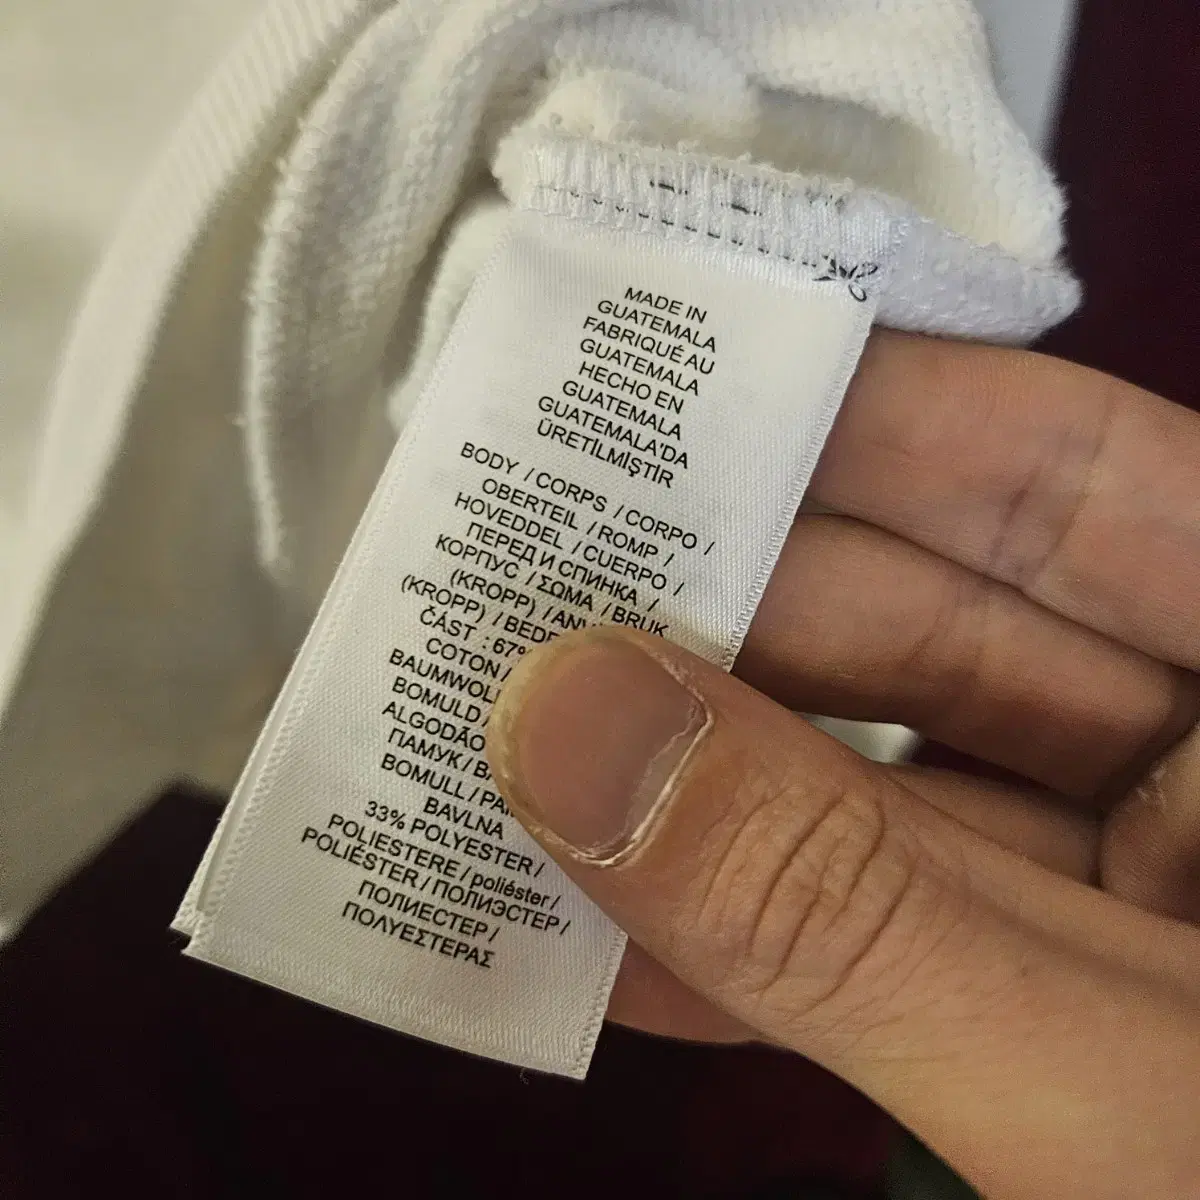 MADE IN
GUATEMALA
FABRIQUÉ AU
GUATEMALA
HECHO EN
GUATEMALA
GUATEMALA'DA
ÜRETİLMİŞTİR
BODY / CORPS / CORPO /
OBERTEIL / ROMP /
HOVEDDEL / CUERPO /
ПЕРЕД И СПИНКА /
КОРПУС / ΣΩΜΑ / BRUK
(KROPP) /
(KROPP) /
ČÁST : 67%
COTON /
BOMULD /
ALGODÃO
ПАМУК /
BOMULL /
BAVLNA
33% POLYESTER /
POLIESTERE / poliéster /
POLIÉSTER / ПОЛИЭСТЕР /
ПОЛИЕСТЕР /
ΠΟΛΥΕΣΤΕΡΑΣ